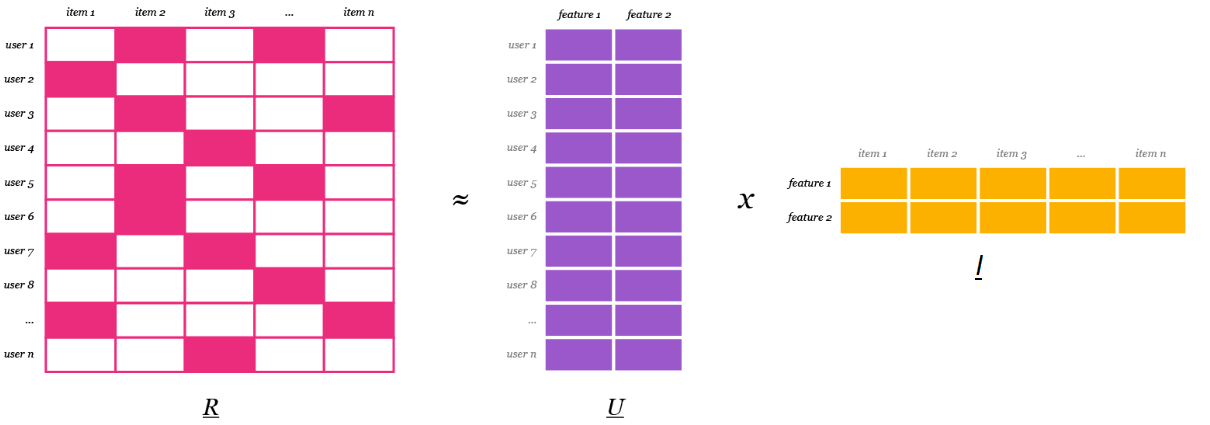 item 1 item 2 item 3 ... item n
user 1
user 2
user 3
user 4
user 5
user 6
user 7
user 8
...
user n
R
≈
feature 1 feature 2
user 1
user 2
user 3
user 4
user 5
user 6
user 7
user 8
...
user n
U
x
item 1 item 2 item 3 ... item n
feature 1
feature 2
I